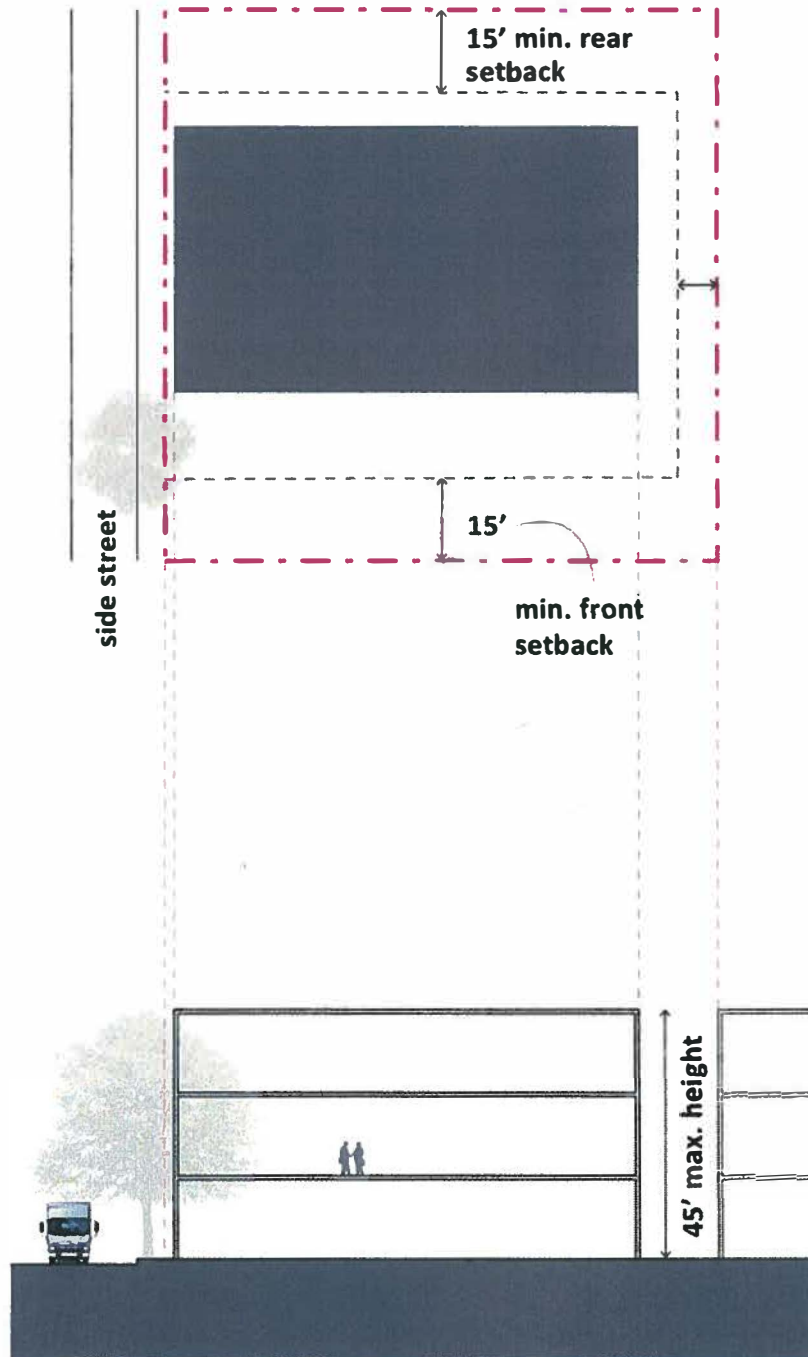 15' min. rear
setback
15'
side street
min. front
setback
45' max. height